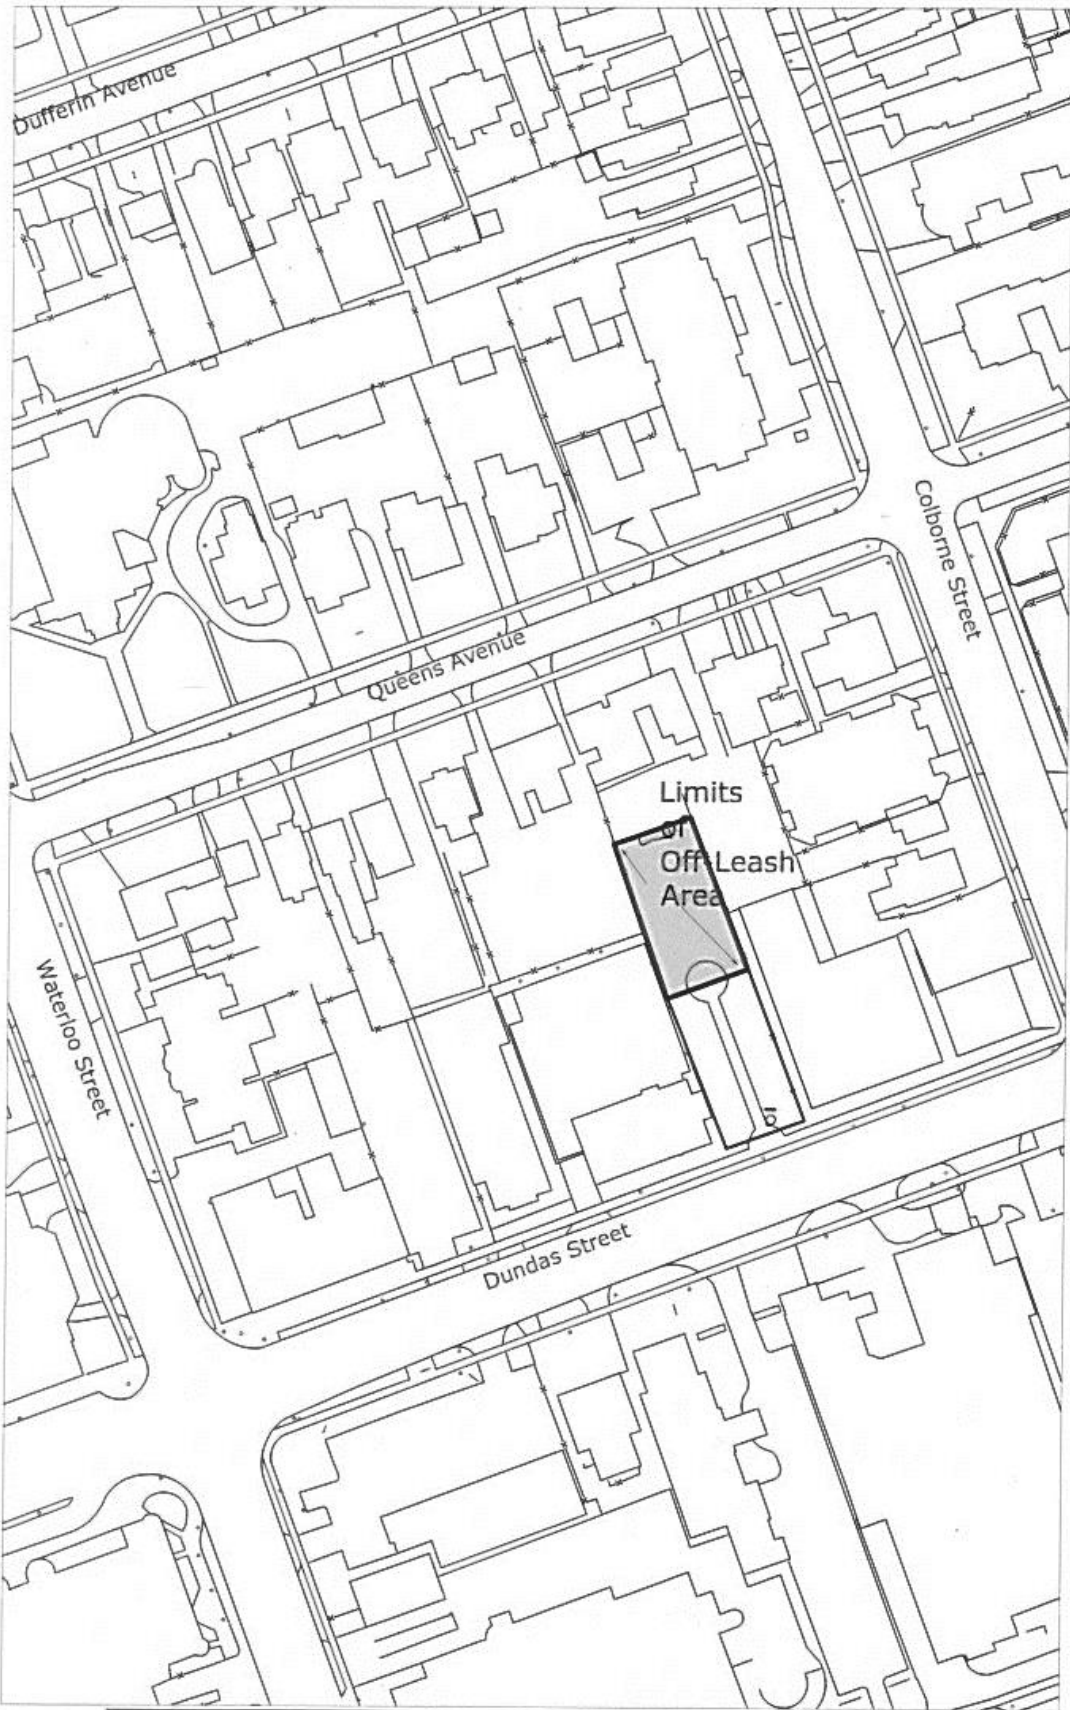 Dufferin Avenue
Colborne Street
Queens Avenue
Limits
of
Off-Leash
Area
Waterloo Street
Dundas Street